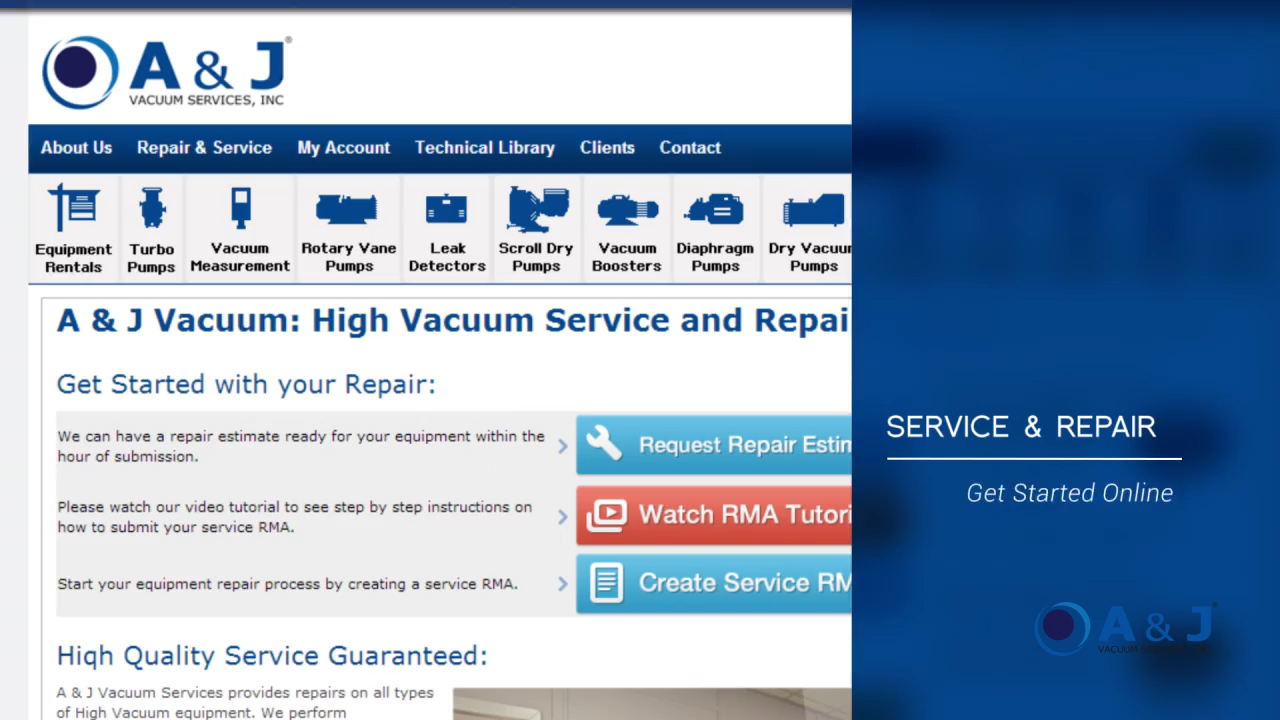 A & J®
VACUUM SERVICES, INC
About Us Repair & Service My Account Technical Library Clients Contact
Equipment Rentals
Turbo Pumps
Vacuum Measurement
Rotary Vane Pumps
Leak Detectors
Scroll Dry Pumps
Vacuum Boosters
Diaphragm Pumps
Dry Vacuum Pumps
A & J Vacuum: High Vacuum Service and Repai
Get Started with your Repair:
We can have a repair estimate ready for your equipment within the
hour of submission.
Request Repair Estim
Please watch our video tutorial to see step by step instructions on
how to submit your service RMA.
Watch RMA Tutori
Start your equipment repair process by creating a service RMA.
Create Service RM
High Quality Service Guaranteed:
A & J Vacuum Services provides repairs on all types
of High Vacuum equipment. We perform
SERVICE & REPAIR
Get Started Online
A & J®
VACUUM SERVICES, INC